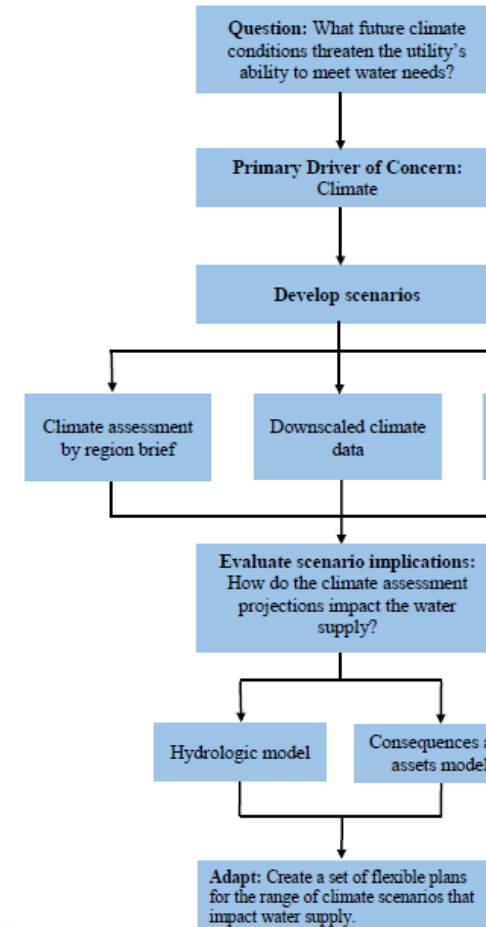 Question: What future climate
conditions threaten the utility's
ability to meet water needs?
Primary Driver of Concern:
Climate
Develop scenarios
Climate assessment
by region brief
Downscaled climate
data
Evaluate scenario implications:
How do the climate assessment
projections impact the water
supply?
Hydrologic model
Consequences
assets model
Adapt: Create a set of flexible plans
for the range of climate scenarios that
impact water supply.